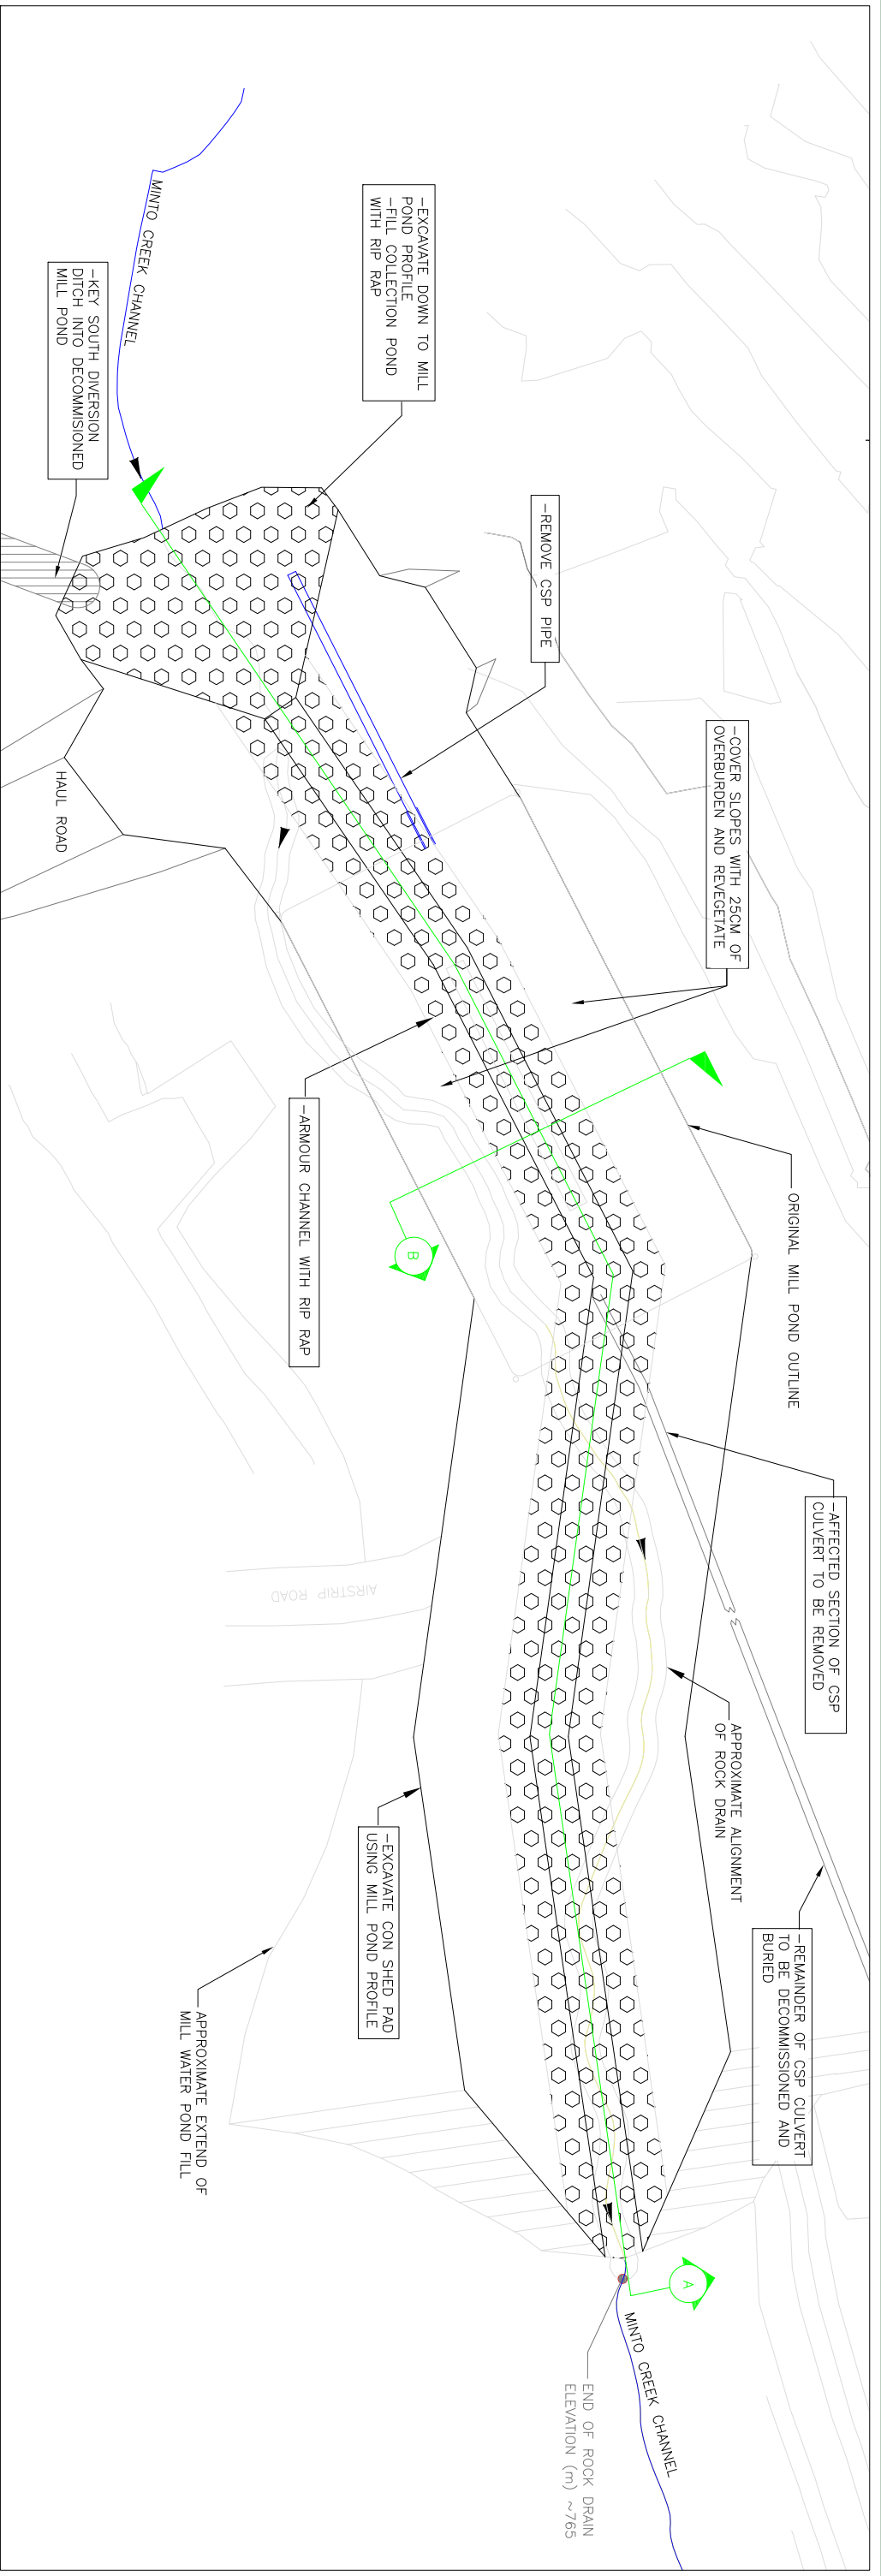 MINTO CREEK CHANNEL
-KEY SOUTH DIVERSION
DITCH INTO DECOMMISIONED
MILL POND
-EXCAVATE DOWN TO MILL
POND PROFILE
-FILL COLLECTION POND
WITH RIP RAP
-REMOVE CSP PIPE
HAUL ROAD
-COVER SLOPES WITH 25CM OF
OVERBURDEN AND REVEGETATE
-ARMOUR CHANNEL WITH RIP RAP
B
ORIGINAL MILL POND OUTLINE
-AFFECTED SECTION OF CSP
CULVERT TO BE REMOVED
AIRSTRIP ROAD
APPROXIMATE ALIGNMENT
OF ROCK DRAIN
-EXCAVATE CON SHED PAD
USING MILL POND PROFILE
-REMAINDER OF CSP CULVERT
TO BE DECOMMISSIONED AND
BURIED
APPROXIMATE EXTEND OF
MILL WATER POND FILL
A
MINTO CREEK CHANNEL
END OF ROCK DRAIN
ELEVATION (m) ~765